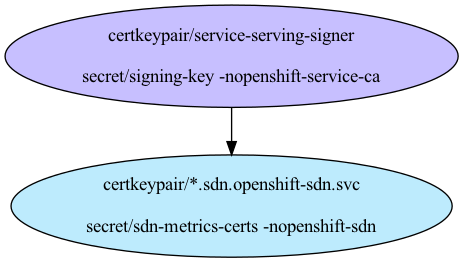 certkeypair/service-serving-signer
secret/signing-key -nopenshift-service-ca
certkeypair/*.sdn.openshift-sdn.svc
secret/sdn-metrics-certs -nopenshift-sdn